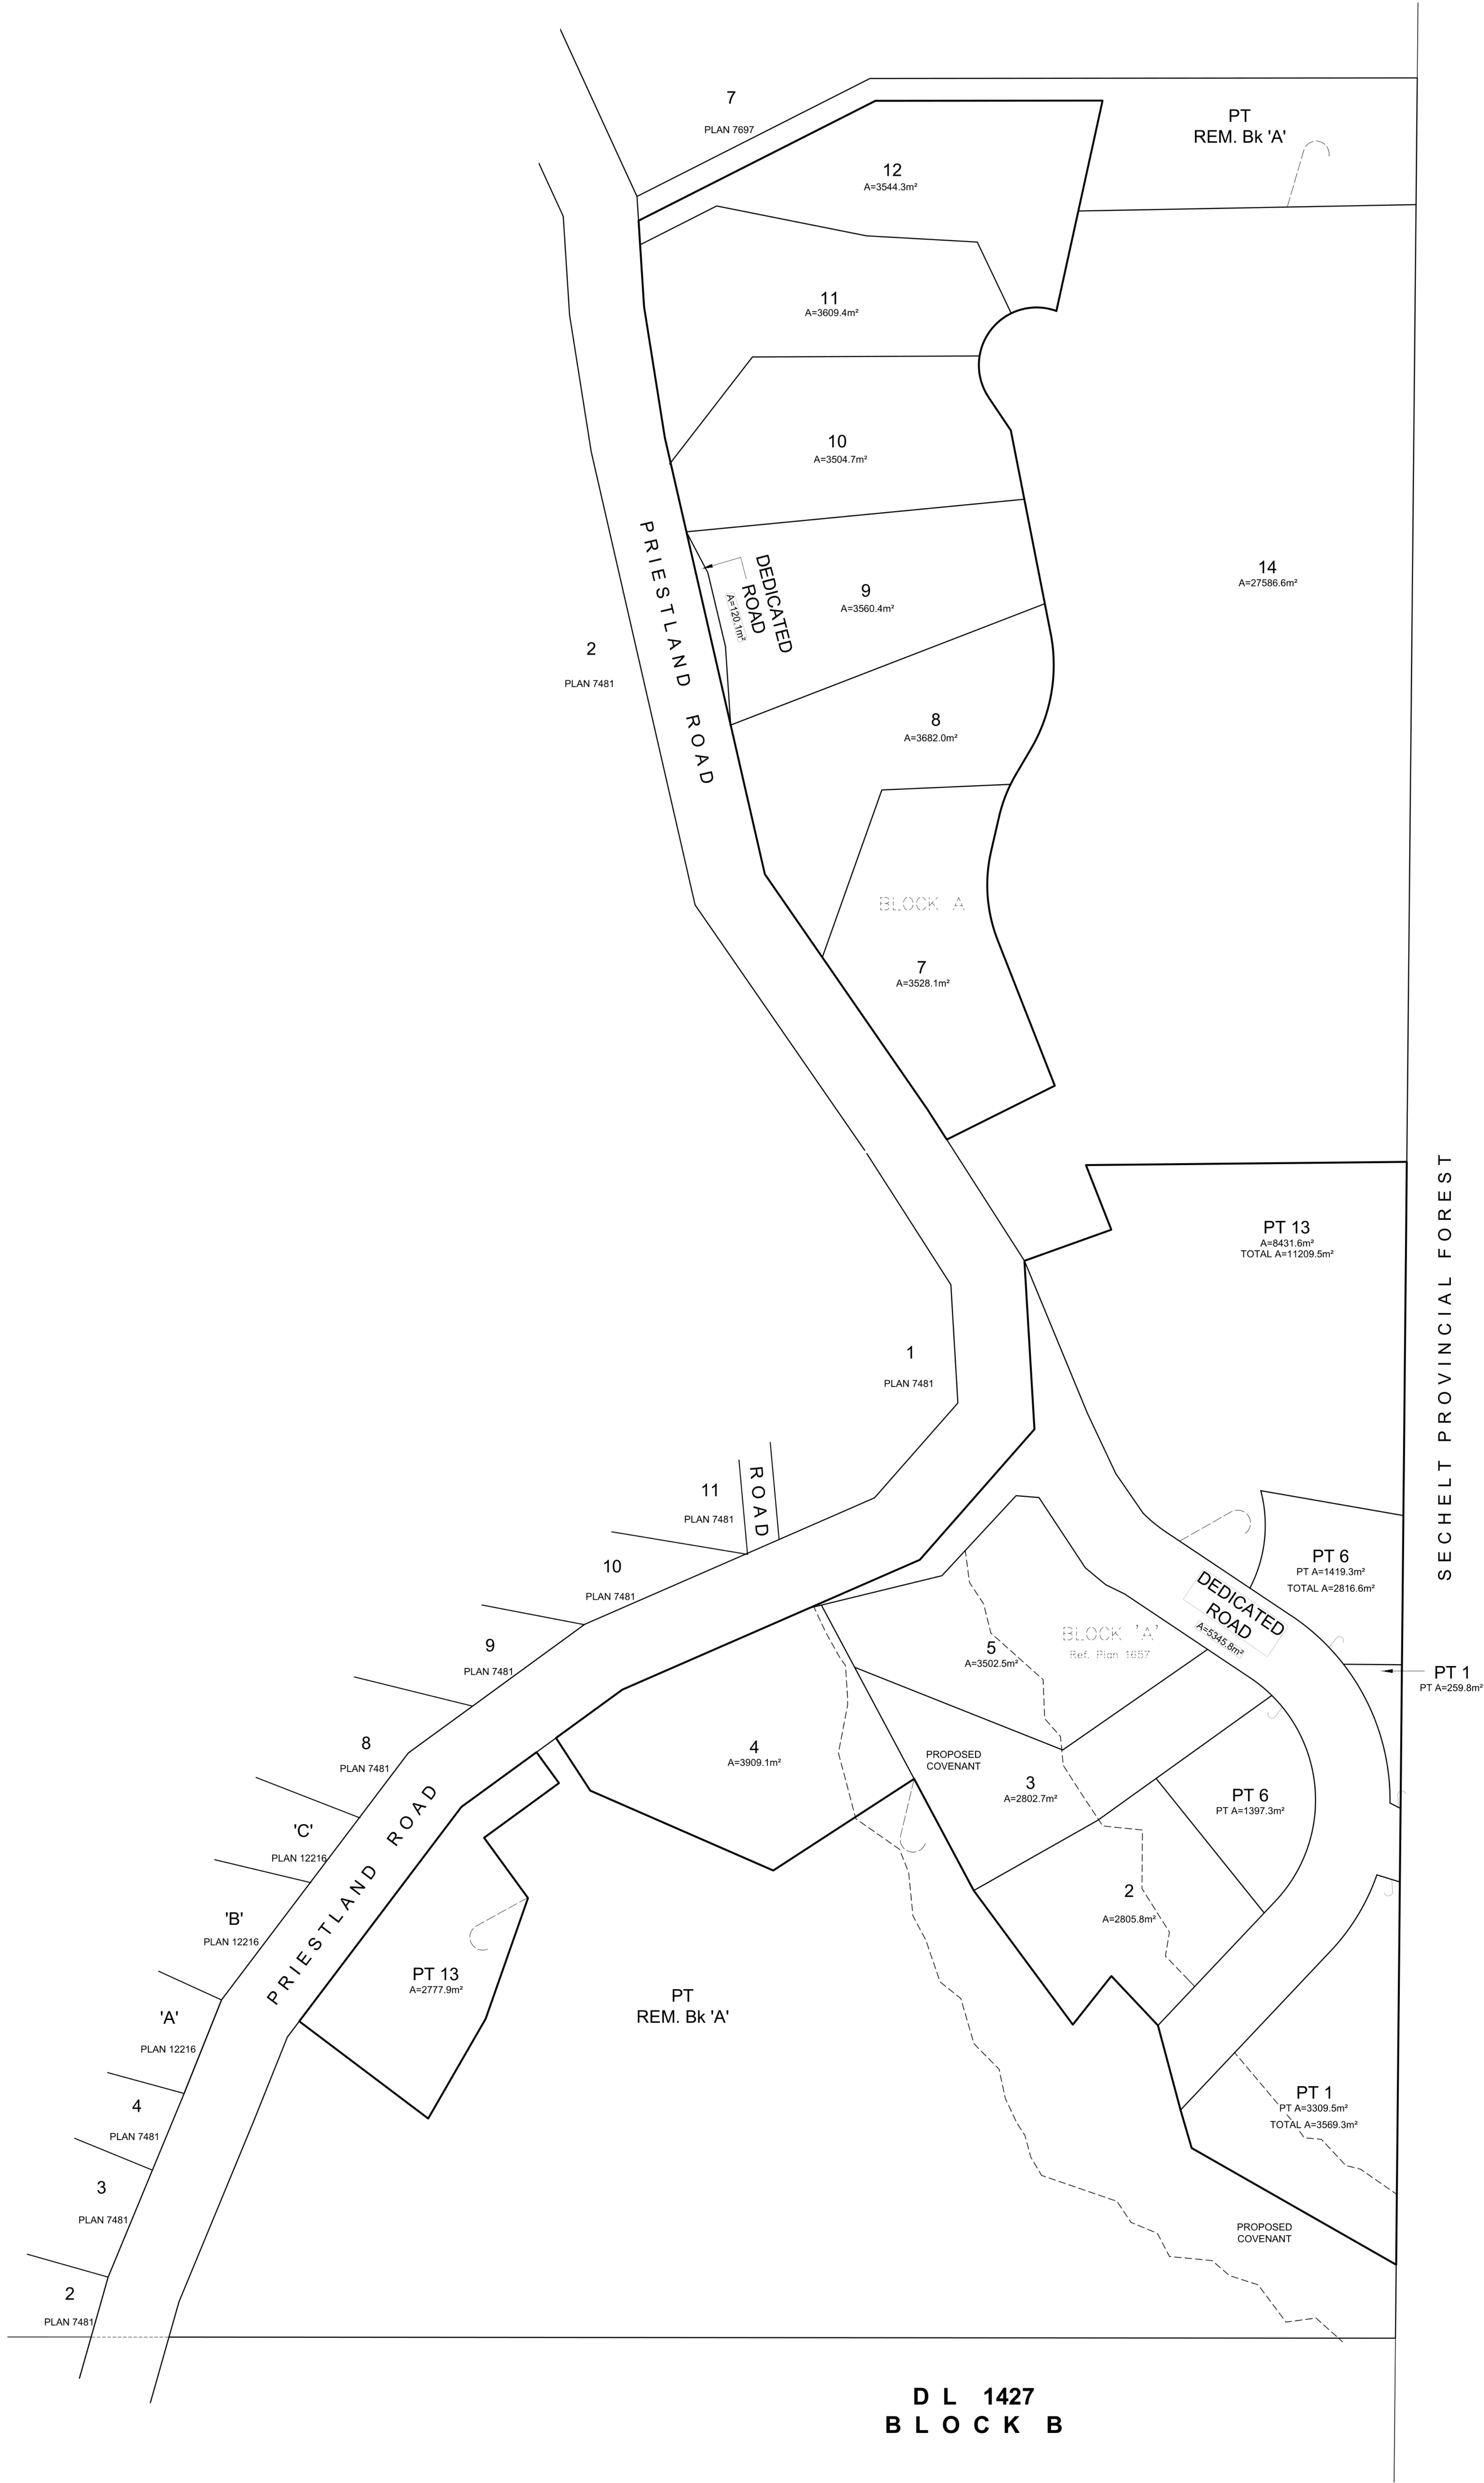 7
PLAN 7697
PT
REM. Bk 'A'
12
A=3544.3m²
11
A=3609.4m²
10
A=3504.7m²
14
A=27586.6m²
PRIESTLAND ROAD
DEDICATED
ROAD
A=120.1m²
9
A=3560.4m²
2
PLAN 7481
8
A=3682.0m²
BLOCK A
7
A=3528.1m²
SECHELT PROVINCIAL FOREST
PT 13
A=8431.6m²
TOTAL A=11209.5m²
1
PLAN 7481
ROAD
11
PLAN 7481
10
PLAN 7481
PT 6
PT A=1419.3m²
TOTAL A=2816.6m²
DEDICATED
ROAD
A=5345.8m²
BLOCK 'A'
Ref. Plan 1657
5
A=3502.5m²
9
PLAN 7481
PT 1
PT A=259.8m²
8
PLAN 7481
4
A=3909.1m²
PROPOSED
COVENANT
3
A=2802.7m²
PT 6
PT A=1397.3m²
'C'
PLAN 12216
PRIESTLAND ROAD
2
A=2805.8m²
'B'
PLAN 12216
PT 13
A=2777.9m²
PT
REM. Bk 'A'
'A'
PLAN 12216
PT 1
PT A=3309.5m²
TOTAL A=3569.3m²
4
PLAN 7481
3
PLAN 7481
PROPOSED
COVENANT
2
PLAN 7481
DL 1427
BLOCK B